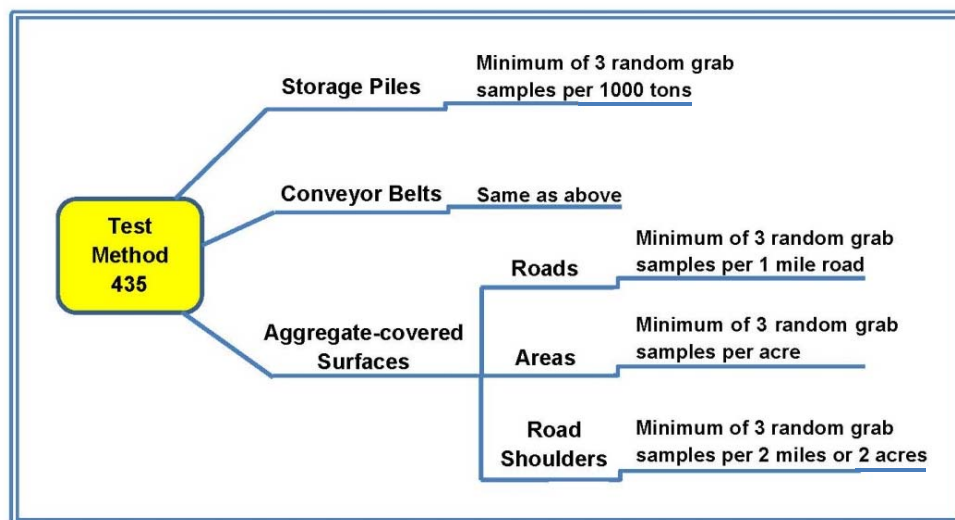 Test
Method
435
Storage Piles
Minimum of 3 random grab
samples per 1000 tons
Conveyor Belts
Same as above
Aggregate-covered
Surfaces
Roads
Minimum of 3 random grab
samples per 1 mile road
Areas
Minimum of 3 random grab
samples per acre
Road
Shoulders
Minimum of 3 random grab
samples per 2 miles or 2 acres